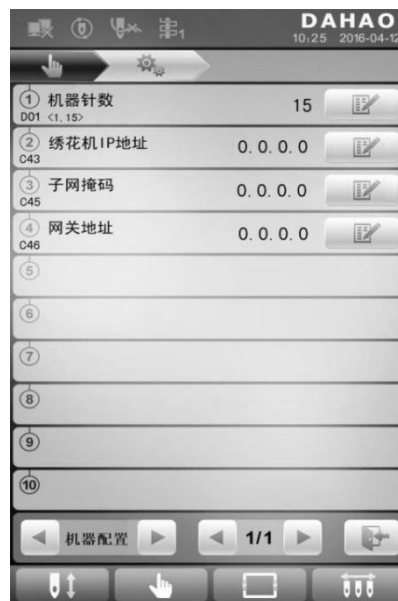 DAHAO
10:25 2016-04-12
1
① 机器针数 15
D01 <1, 15>
② 绣花机IP地址 0.0.0.0
C43
③ 子网掩码 0.0.0.0
C45
④ 网关地址 0.0.0.0
C46
⑤
⑥
⑦
⑧
⑨
⑩
机器配置 1/1